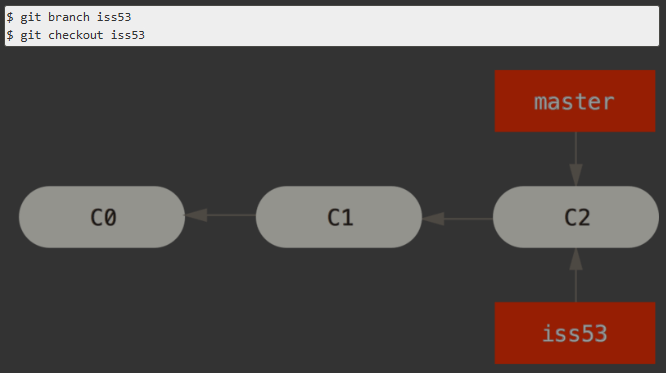 $ git branch iss53
$ git checkout iss53
master
C0 C1 C2
iss53